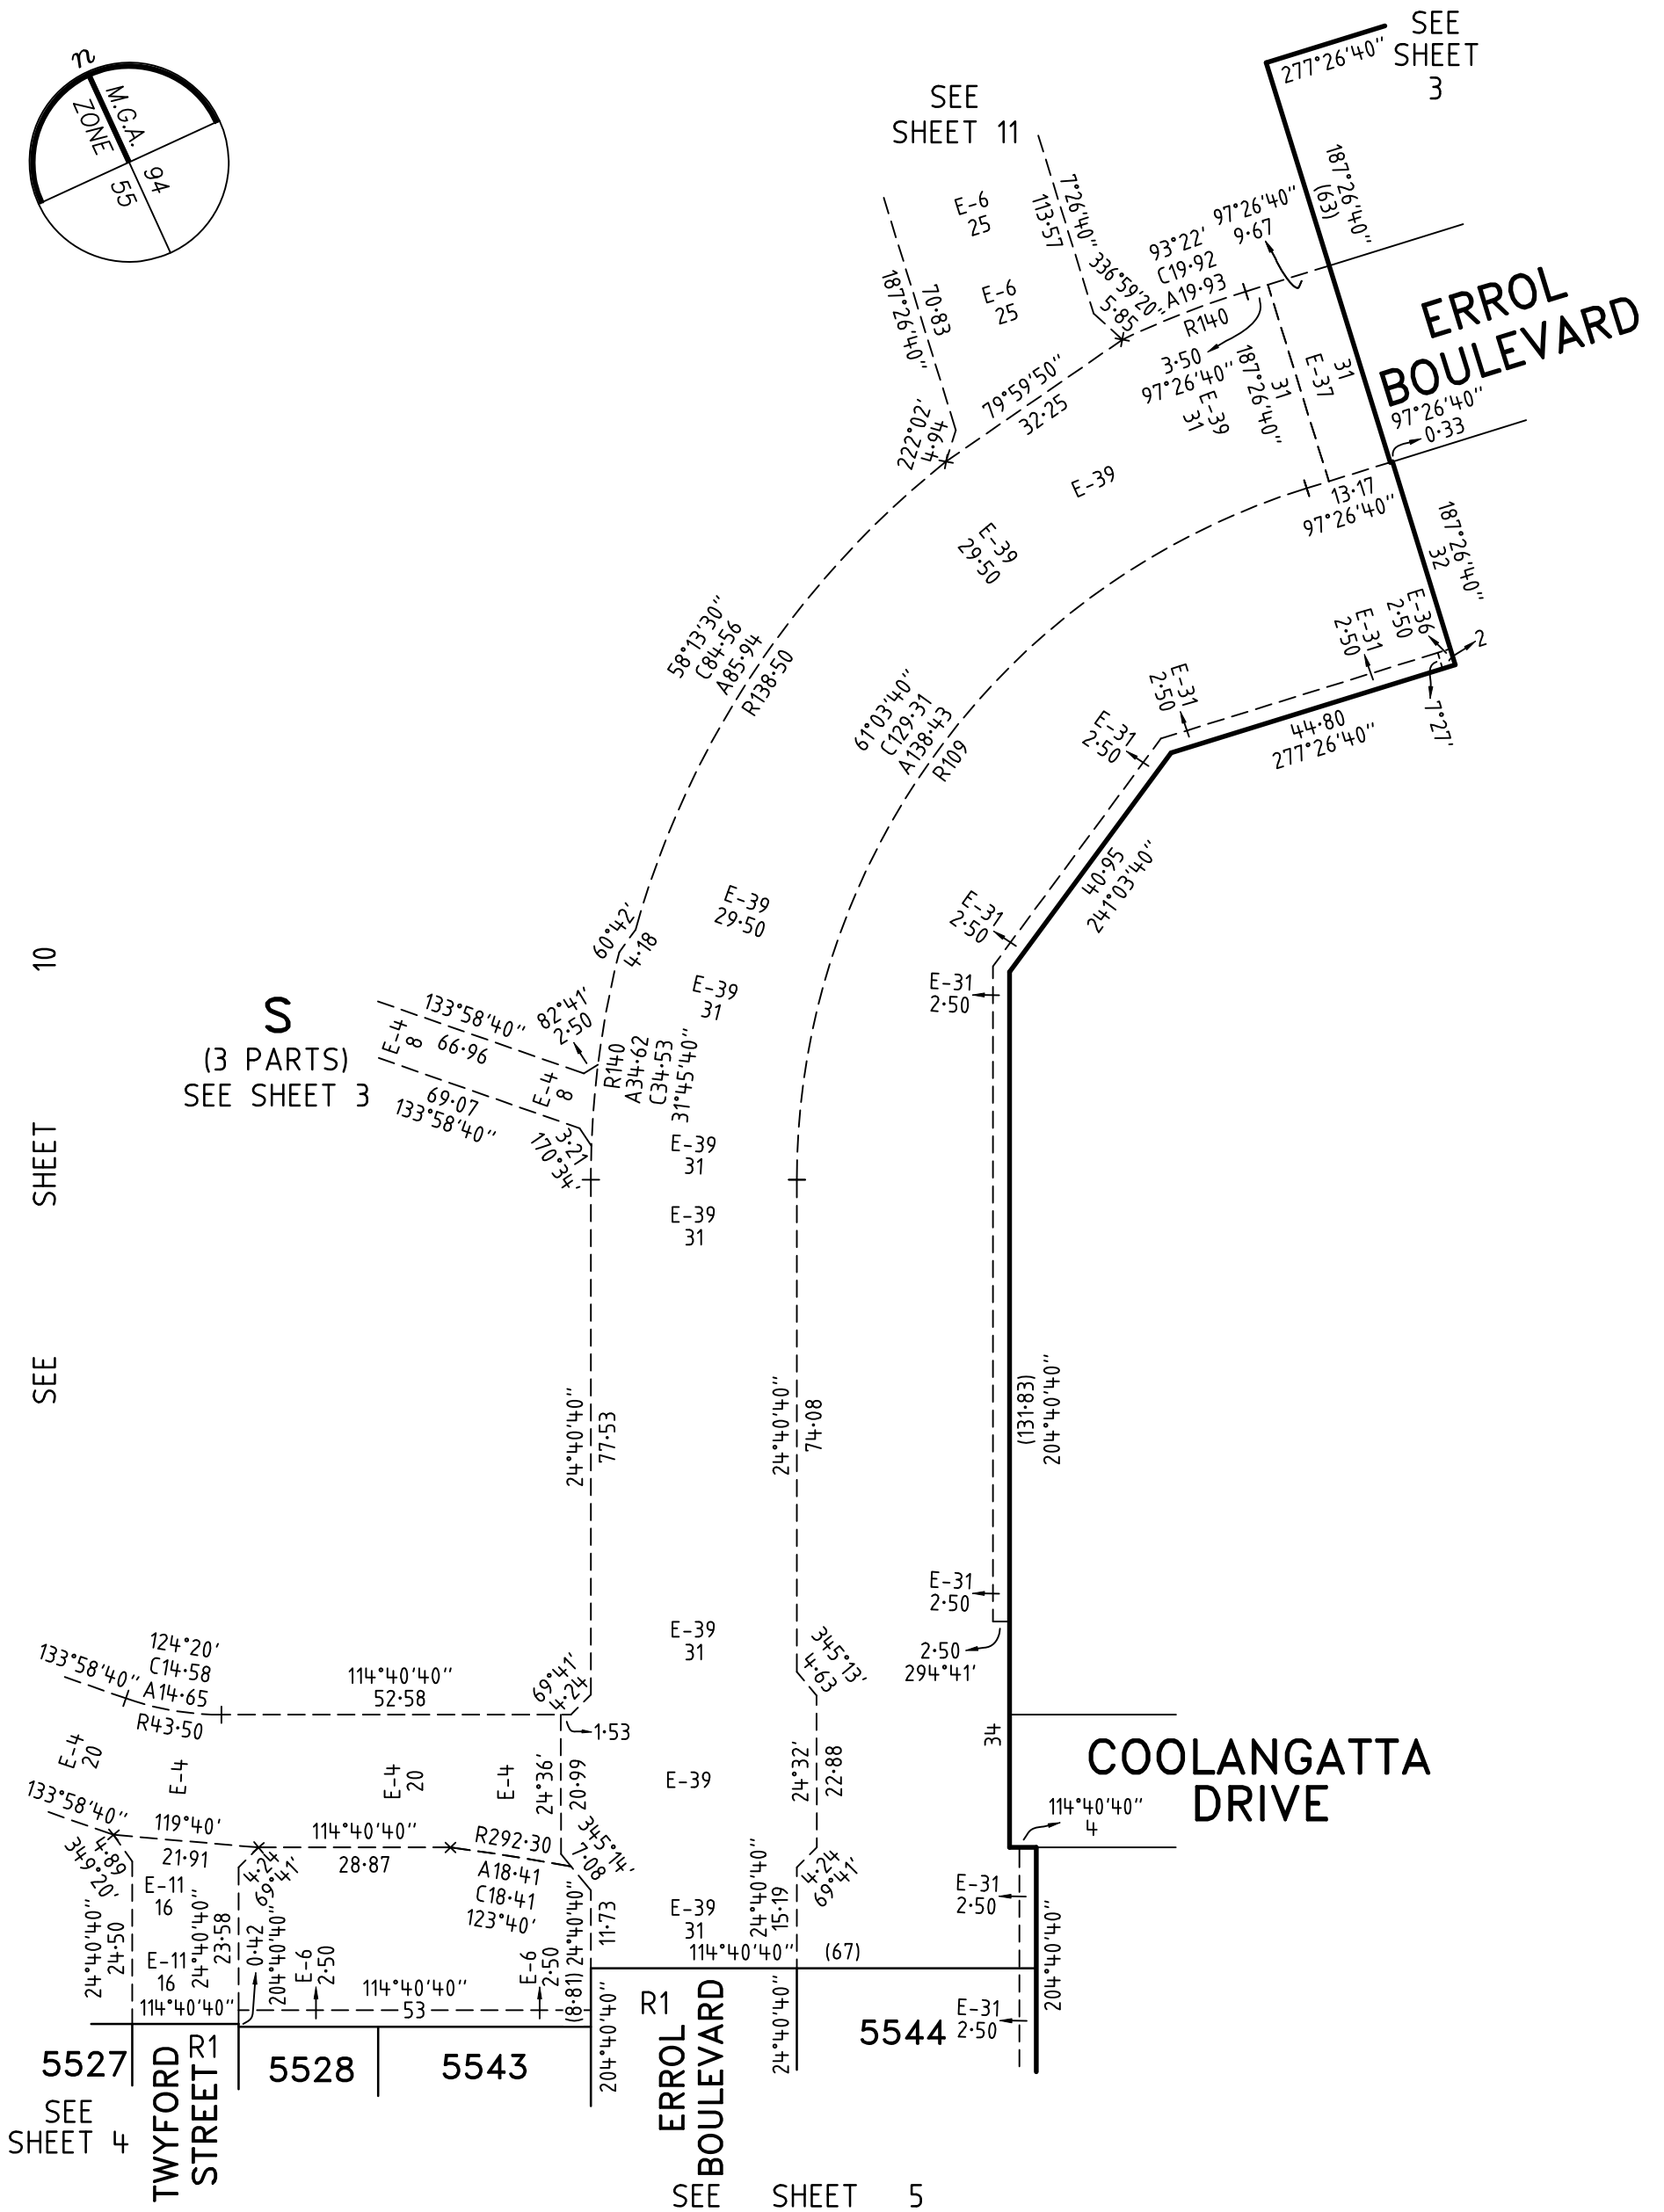 n
M.G.A.
ZONE
94
55
SEE
SHEET
3
277°26'40"
SEE
SHEET 11
187°26'40"
(63)
E-6
25
7°26'40"
113·57
97°26'40"
9·67
93°22'
C19·92
A19·93
R140
336°59'20"
5·85
E-6
25
70·83
187°26'40"
ERROL
BOULEVARD
3·50
97°26'40"
E-39
31
187°26'40"
31
E-37
31
79°59'50"
32·25
97°26'40"
0·33
222°02'
4·94
E-39
13·17
97°26'40"
E-39
29·50
187°26'40"
32
E-36
2·50
2
E-31
2·50
7°27'
58°13'30"
C84·56
A85·94
R138·50
61°03'40"
C129·31
A138·43
R109
E-31
2·50
44·80
277°26'40"
E-31
2·50
40·95
241°03'40"
E-39
29·50
60°42'
4·18
E-31
2·50
E-31
2·50
SEE SHEET 10
S
(3 PARTS)
SEE SHEET 3
133°58'40"
66·96
E-4
8
82°41'
2·50
E-39
31
R140
A34·62
C34·53
31°45'40"
E-4
8
69·07
133°58'40"
3·21
170°34'
E-39
31
E-39
31
24°40'40"
77·53
24°40'40"
74·08
(131·83)
204°40'40"
E-31
2·50
2·50
294°41'
E-39
31
345°13'
4·63
69°41'
4·24
1·53
124°20'
C14·58
A14·65
R43·50
133°58'40"
114°40'40"
52·58
34
COOLANGATTA
DRIVE
114°40'40"
4
E-4
20
E-4
E-4
20
E-4
24°36'
20·99
E-39
24°32'
22·88
133°58'40"
119°40'
21·91
114°40'40"
28·87
R292·30
A18·41
C18·41
123°40'
345°14'
7·08
4·89
349°20'
4·24
69°41'
4·24
69°41'
E-11
16
24°40'40"
24·50
24°40'40"
23·58
0·42
204°40'40"
E-11
16
E-6
2·50
E-6
2·50
(8·81) 24°40'40"
11·73
E-39
31
24°40'40"
15·19
E-31
2·50
204°40'40"
114°40'40" (67)
114°40'40"
114°40'40"
53
E-31
2·50
R1
R1
204°40'40"
24°40'40"
5527
TWYFORD
STREET
5528
5543
ERROL
BOULEVARD
5544
SEE
SHEET 4
SEE SHEET 5